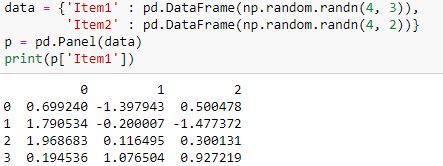 data = {'Item1' : pd.DataFrame(np.random.randn(4, 3)),
'Item2' : pd.DataFrame(np.random.randn(4, 2))}
p = pd.Panel(data)
print(p['Item1'])
0 1 2
0 0.699240 -1.397943 0.500478
1 1.790534 -0.200007 -1.477372
2 1.968683 0.116495 0.300131
3 0.194536 1.076504 0.927219